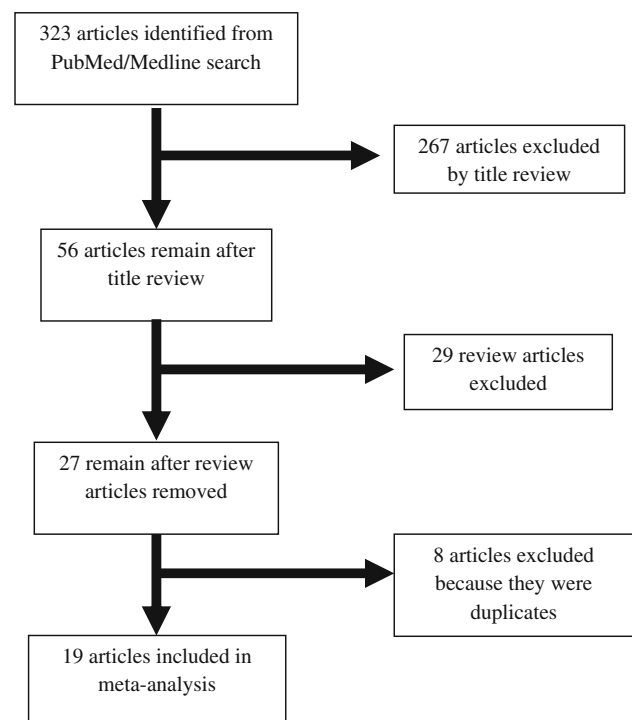 323 articles identified from
PubMed/Medline search
267 articles excluded
by title review
56 articles remain after
title review
29 review articles
excluded
27 remain after review
articles removed
8 articles excluded
because they were
duplicates
19 articles included in
meta-analysis